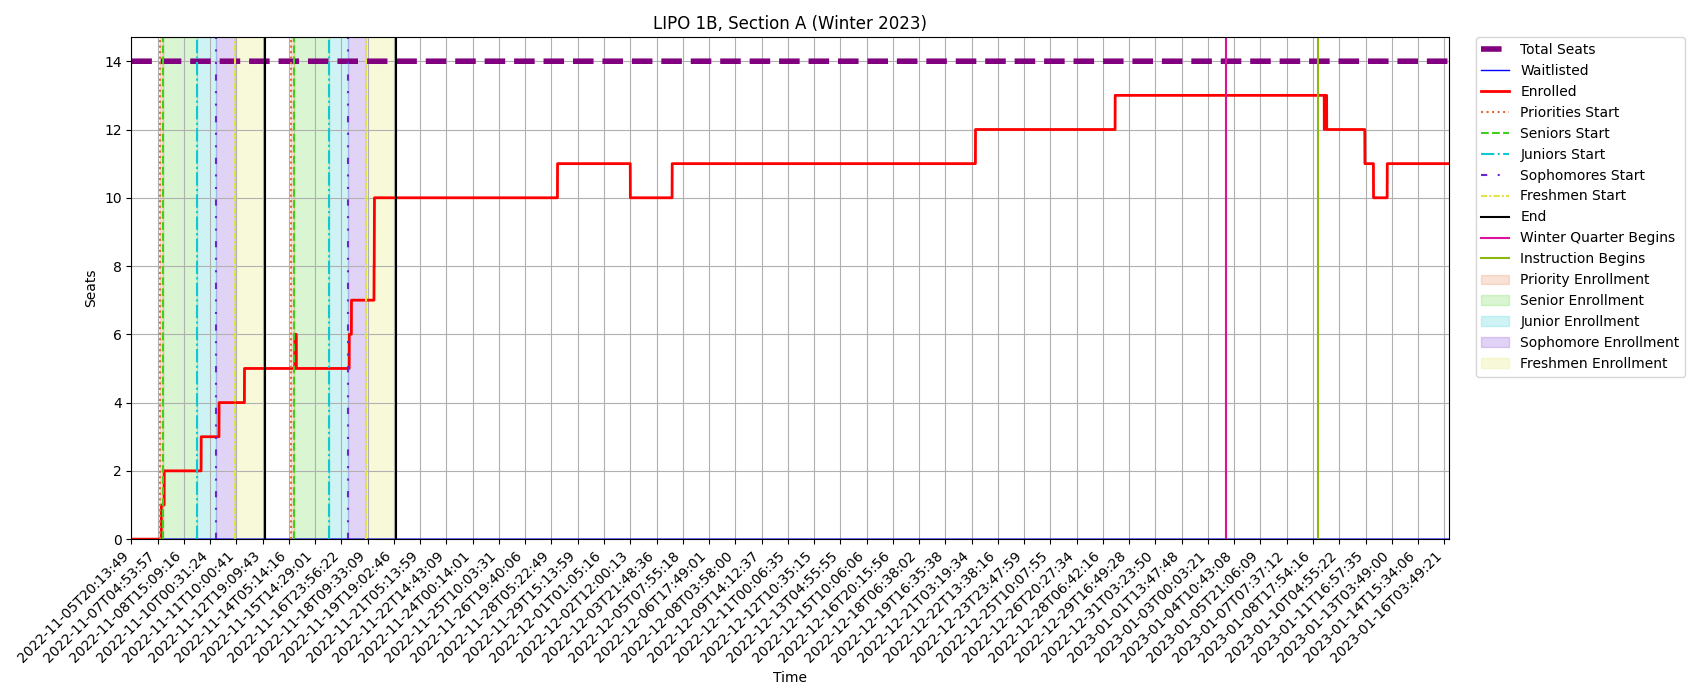 LIPO 1B, Section A (Winter 2023)
Seats
14
12
10
8
6
4
2
0
2022-11-05T20:13:49
2022-11-07T04:53:57
2022-11-08T15:09:16
2022-11-10T00:31:24
2022-11-11T10:00:41
2022-11-12T19:09:43
2022-11-14T05:14:16
2022-11-15T14:29:01
2022-11-16T23:56:22
2022-11-18T09:33:09
2022-11-19T19:02:46
2022-11-21T05:13:59
2022-11-22T14:43:09
2022-11-24T00:14:01
2022-11-25T10:03:31
2022-11-26T19:40:06
2022-11-28T05:22:49
2022-11-29T15:13:59
2022-12-01T01:05:16
2022-12-02T12:00:13
2022-12-03T21:48:36
2022-12-05T07:55:18
2022-12-06T17:49:01
2022-12-08T03:58:00
2022-12-09T14:12:37
2022-12-11T00:06:35
2022-12-12T10:35:15
2022-12-15T10:06:06
2022-12-16T20:15:56
2022-12-18T06:38:02
2022-12-19T16:35:38
2022-12-21T03:19:34
2022-12-22T13:38:16
2022-12-23T23:47:59
2022-12-25T10:07:55
2022-12-26T20:27:34
2022-12-28T06:42:16
2022-12-29T16:49:28
2022-12-31T03:23:50
2023-01-01T13:47:48
2023-01-03T00:03:21
2023-01-04T10:43:08
2023-01-05T21:06:09
2023-01-07T07:37:12
2023-01-08T17:54:16
2023-01-10T04:55:22
2023-01-11T16:57:35
2023-01-13T03:49:00
2023-01-14T15:34:06
2023-01-16T03:49:21
Time
Total Seats
Waitlisted
Enrolled
Priorities Start
Seniors Start
Juniors Start
Sophomores Start
Freshmen Start
End
Winter Quarter Begins
Instruction Begins
Priority Enrollment
Senior Enrollment
Junior Enrollment
Sophomore Enrollment
Freshmen Enrollment